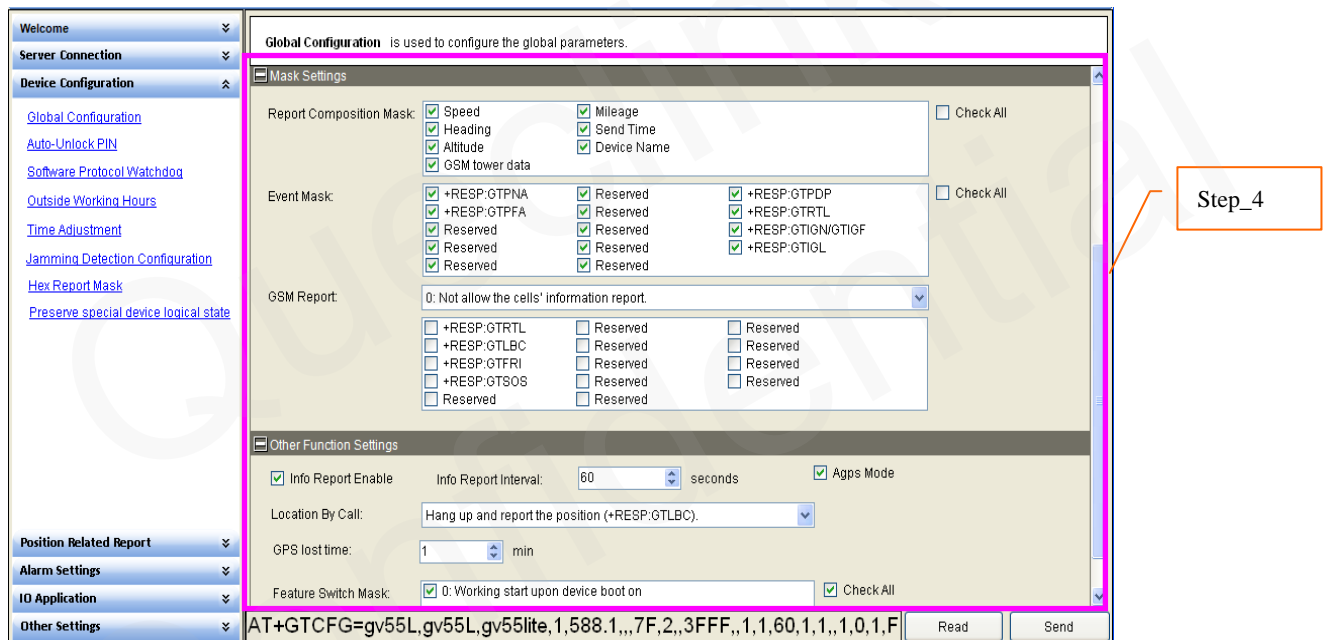 Welcome
Server Connection
Device Configuration
Global Configuration
Auto-Unlock PIN
Software Protocol Watchdog
Outside Working Hours
Time Adjustment
Jamming Detection Configuration
Hex Report Mask
Preserve special device logical state
Position Related Report
Alarm Settings
IO Application
Other Settings
Global Configuration is used to configure the global parameters.
Mask Settings
Report Composition Mask: Speed Mileage Check All
Heading Send Time
Altitude Device Name
GSM tower data
Event Mask: +RESP:GTPNA Reserved +RESP:GTPDP Check All
+RESP:GTPFA Reserved +RESP:GTRTL
Reserved Reserved +RESP:GTIGN/GTIGF
Reserved Reserved +RESP:GTIGL
Reserved Reserved
GSM Report: 0: Not allow the cells' information report.
+RESP:GTRTL Reserved Reserved
+RESP:GTLBC Reserved Reserved
+RESP:GTFRI Reserved Reserved
+RESP:GTSOS Reserved Reserved
Reserved Reserved
Other Function Settings
Info Report Enable Info Report Interval: 60 seconds Agps Mode
Location By Call: Hang up and report the position (+RESP:GTLBC).
GPS lost time: 1 min
Feature Switch Mask: 0: Working start upon device boot on Check All
AT+GTCFG=gv55L,gv55L,gv55lite,1,588.1,,,7F,2,,3FFF,,1,1,60,1,1,,1,0,1,F Read Send
Step_4
Queclink
Confidential